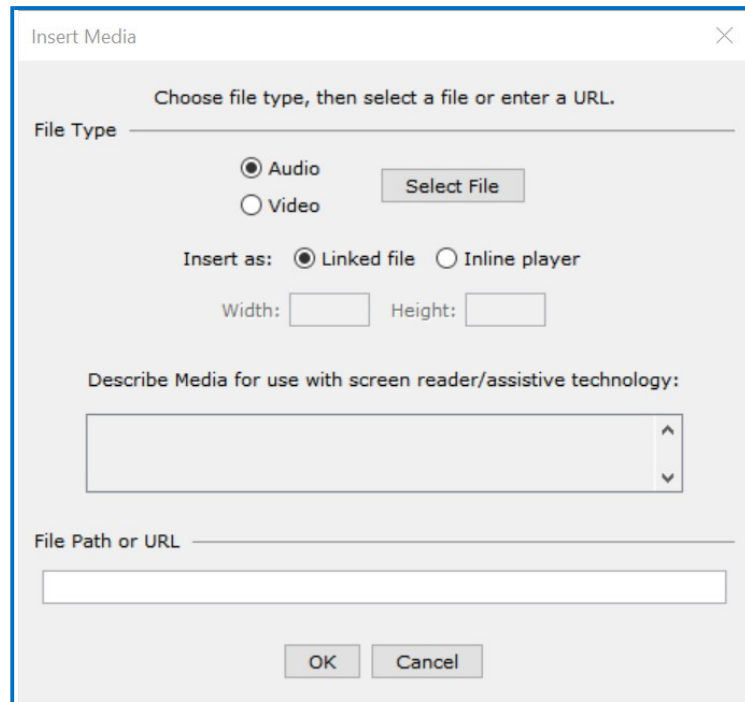 Insert Media
Choose file type, then select a file or enter a URL.
File Type
Audio
Select File
Video
Insert as: Linked file Inline player
Width: Height:
Describe Media for use with screen reader/assistive technology:
File Path or URL
OK Cancel